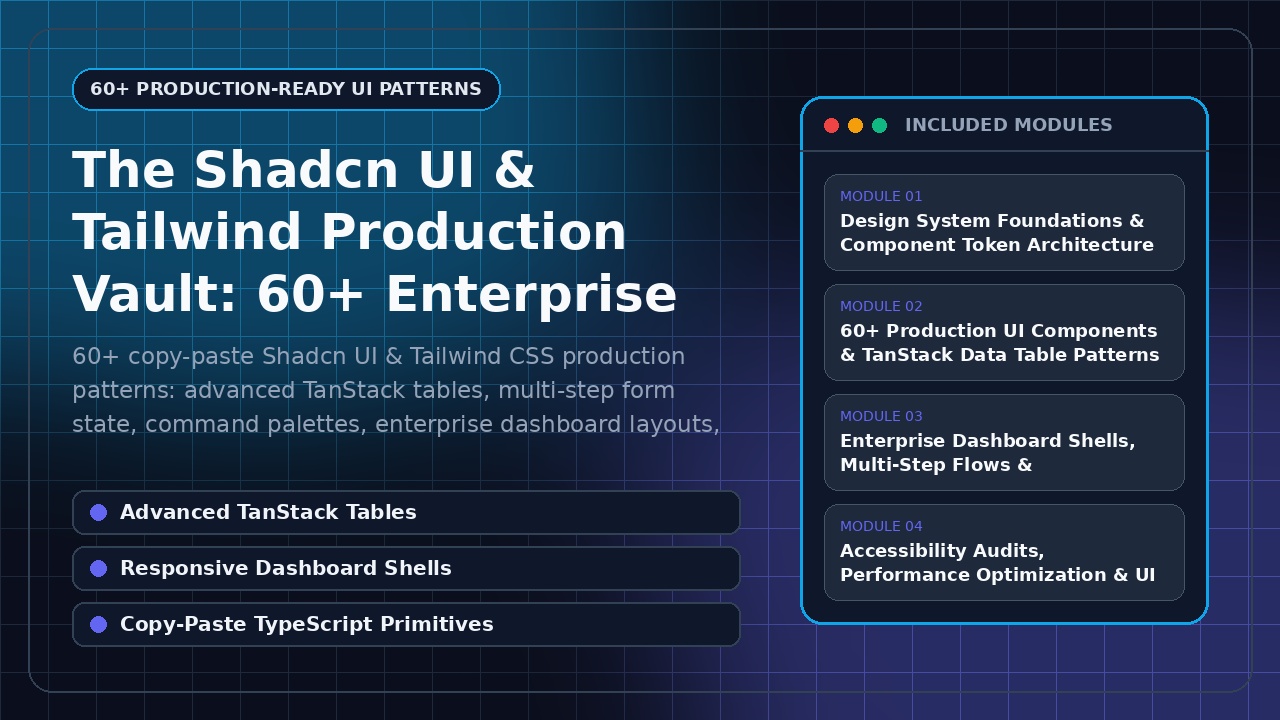 60+ PRODUCTION-READY UI PATTERNS
The Shadcn UI &
Tailwind Production
Vault: 60+ Enterprise
60+ copy-paste Shadcn UI & Tailwind CSS production
patterns: advanced TanStack tables, multi-step form
state, command palettes, enterprise dashboard layouts,
Advanced TanStack Tables
Responsive Dashboard Shells
Copy-Paste TypeScript Primitives
INCLUDED MODULES
MODULE 01
Design System Foundations &
Component Token Architecture
MODULE 02
60+ Production UI Components
& TanStack Data Table Patterns
MODULE 03
Enterprise Dashboard Shells,
Multi-Step Flows &
MODULE 04
Accessibility Audits,
Performance Optimization & UI